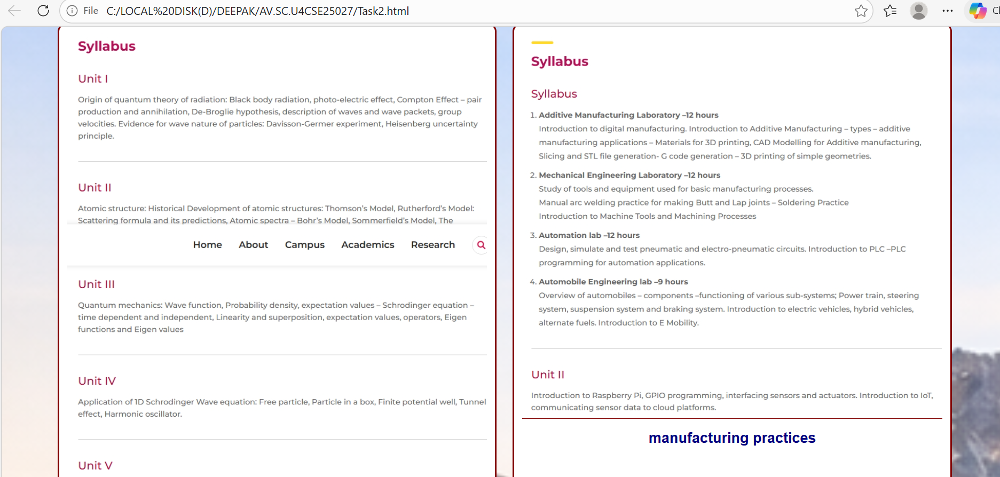 File C:/LOCAL%20DISK(D)/DEEPAK/AV.SC.U4CSE25027/Task2.html
Syllabus
Unit I
Origin of quantum theory of radiation: Black body radiation, photo-electric effect, Compton Effect – pair
production and annihilation, De-Broglie hypothesis, description of waves and wave packets, group
velocities. Evidence for wave nature of particles: Davisson-Germer experiment, Heisenberg uncertainty
principle.
Unit II
Atomic structure: Historical Development of atomic structures: Thomson’s Model, Rutherford’s Model:
Scattering formula and its predictions, Atomic spectra – Bohr’s Model, Sommerfield’s Model, The
Home About Campus Academics Research
Unit III
Quantum mechanics: Wave function, Probability density, expectation values – Schrodinger equation –
time dependent and independent, Linearity and superposition, expectation values, operators, Eigen
functions and Eigen values
Unit IV
Application of 1D Schrodinger Wave equation: Free particle, Particle in a box, Finite potential well, Tunnel
effect, Harmonic oscillator.
Unit V
Syllabus
Syllabus
1. Additive Manufacturing Laboratory –12 hours
Introduction to digital manufacturing. Introduction to Additive Manufacturing – types – additive
manufacturing applications – Materials for 3D printing, CAD Modelling for Additive manufacturing,
Slicing and STL file generation- G code generation – 3D printing of simple geometries.
2. Mechanical Engineering Laboratory –12 hours
Study of tools and equipment used for basic manufacturing processes.
Manual arc welding practice for making Butt and Lap joints – Soldering Practice
Introduction to Machine Tools and Machining Processes
3. Automation lab –12 hours
Design, simulate and test pneumatic and electro-pneumatic circuits. Introduction to PLC –PLC
programming for automation applications.
4. Automobile Engineering lab –9 hours
Overview of automobiles – components –functioning of various sub-systems; Power train, steering
system, suspension system and braking system. Introduction to electric vehicles, hybrid vehicles,
alternate fuels. Introduction to E Mobility.
Unit II
Introduction to Raspberry Pi, GPIO programming, interfacing sensors and actuators. Introduction to IoT,
communicating sensor data to cloud platforms.
manufacturing practices